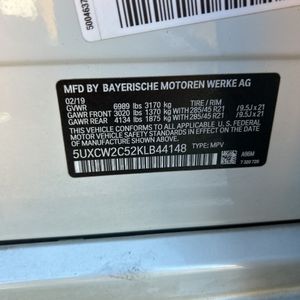 5004637
MFD BY BAYERISCHE MOTOREN WERKE AG
02/19
GVWR 6989 lbs 3170 kg TIRE / RIM
GAWR FRONT 3020 lbs 1370 kg WITH 285/45 R21 / 9.5J x 21
GAWR REAR 4134 lbs 1875 kg WITH 285/45 R21 / 9.5J x 21
THIS VEHICLE CONFORMS TO ALL APPLICABLE U.S. FEDERAL
MOTOR VEHICLE SAFETY STANDARDS IN EFFECT ON THE
DATE OF MANUFACTURE SHOWN ABOVE.
5UXCW2C52KLB44148
TYPE: MPV